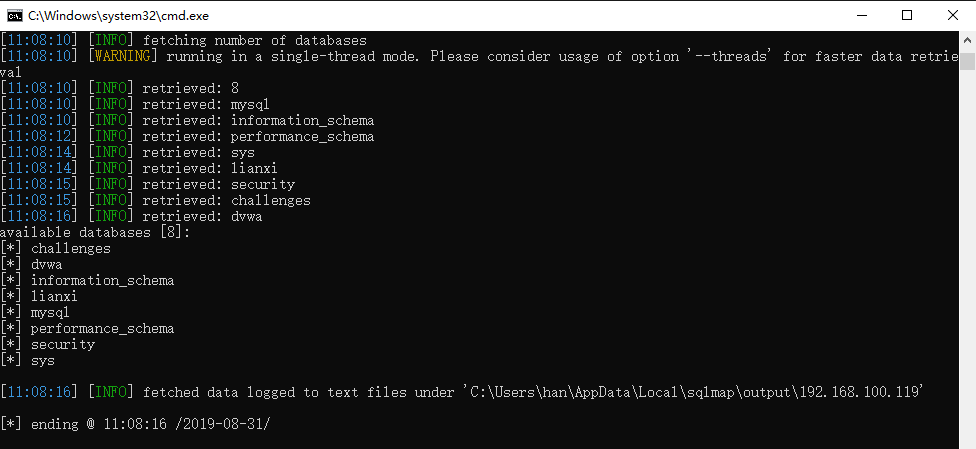 C:\Windows\system32\cmd.exe
[11:08:10] [INFO] fetching number of databases
[11:08:10] [WARNING] running in a single-thread mode. Please consider usage of option '--threads' for faster data retrie
val
[11:08:10] [INFO] retrieved: 8
[11:08:10] [INFO] retrieved: mysql
[11:08:10] [INFO] retrieved: information_schema
[11:08:12] [INFO] retrieved: performance_schema
[11:08:14] [INFO] retrieved: sys
[11:08:14] [INFO] retrieved: lianxi
[11:08:15] [INFO] retrieved: security
[11:08:15] [INFO] retrieved: challenges
[11:08:16] [INFO] retrieved: dvwa
available databases [8]:
[*] challenges
[*] dvwa
[*] information_schema
[*] lianxi
[*] mysql
[*] performance_schema
[*] security
[*] sys
[11:08:16] [INFO] fetched data logged to text files under 'C:\Users\han\AppData\Local\sqlmap\output\192.168.100.119'
[*] ending @ 11:08:16 /2019-08-31/